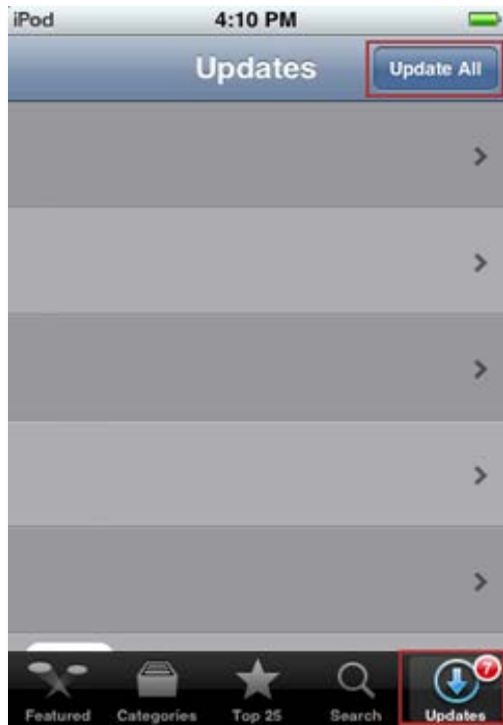 iPod 4:10 PM
Updates Update All
7
Featured Categories Top 25 Search Updates